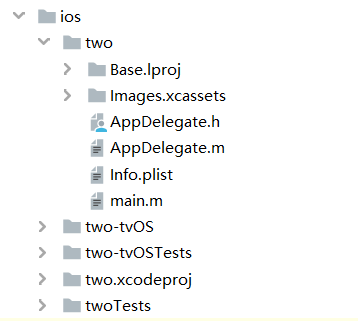 ios
two
Base.lproj
Images.xcassets
AppDelegate.h
AppDelegate.m
Info.plist
main.m
two-tvOS
two-tvOSTests
two.xcodeproj
twoTests